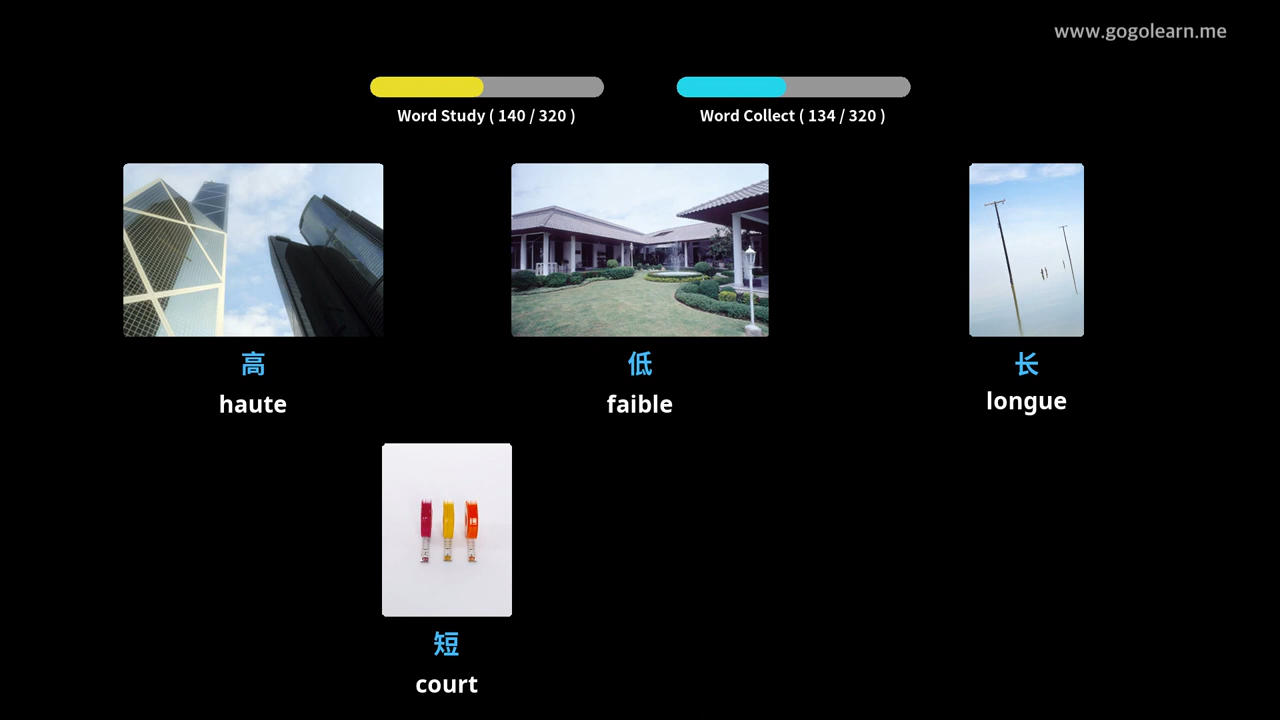 www.gogolearn.me
Word Study ( 140 / 320 )
Word Collect ( 134 / 320 )
高
haute
低
faible
长
longue
短
court